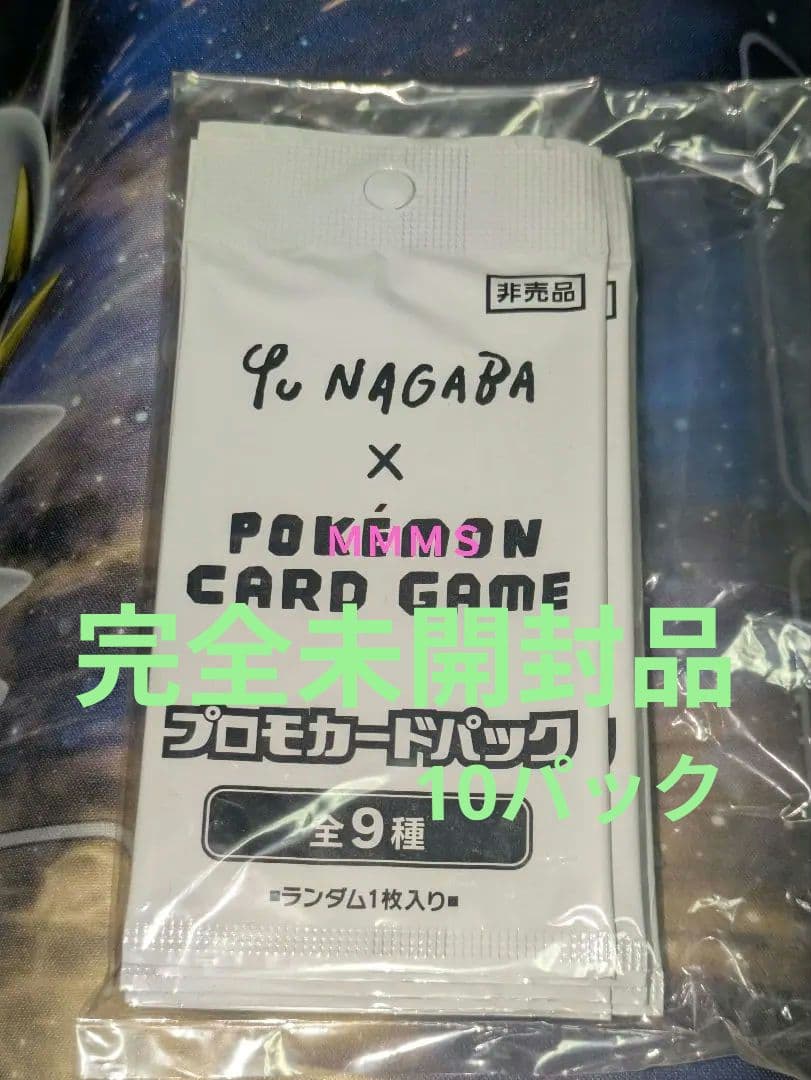 非売品
Yu NAGABA
×
POKÉMON
MMMS
CARD GAME
完全未開封品
プロモカードパック
10パック
全9種
▪ランダム1枚入り▪